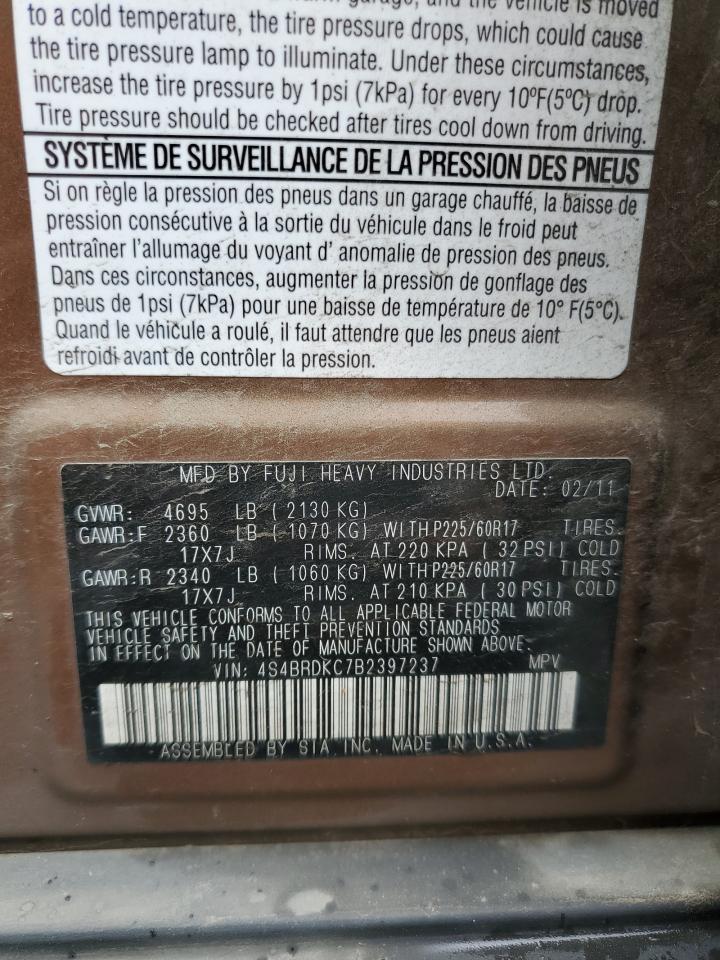 garage, and the vehicle is moved
to a cold temperature, the tire pressure drops, which could cause
the tire pressure lamp to illuminate. Under these circumstances,
increase the tire pressure by 1psi (7kPa) for every 10°F(5°C) drop.
Tire pressure should be checked after tires cool down from driving.
SYSTÈME DE SURVEILLANCE DE LA PRESSION DES PNEUS
Si on règle la pression des pneus dans un garage chauffé, la baisse de
pression consécutive à la sortie du véhicule dans le froid peut
entraîner l'allumage du voyant d' anomalie de pression des pneus.
Dans ces circonstances, augmenter la pression de gonflage des
pneus de 1psi (7kPa) pour une baisse de température de 10° F(5°C).
Quand le véhicule a roulé, il faut attendre que les pneus aient
refroidi avant de contrôler la pression.
MFD BY FUJI HEAVY INDUSTRIES LTD.
DATE: 02/11
GVWR: 4695 LB ( 2130 KG)
GAWR:F 2360 LB ( 1070 KG) WITH P225/60R17 TIRES.
17X7J RIMS. AT 220 KPA ( 32 PSI) COLD
GAWR:R 2340 LB ( 1060 KG) WITH P225/60R17 TIRES.
17X7J RIMS. AT 210 KPA ( 30 PSI) COLD
THIS VEHICLE CONFORMS TO ALL APPLICABLE FEDERAL MOTOR
VEHICLE SAFETY AND THEFT PREVENTION STANDARDS
IN EFFECT ON THE DATE OF MANUFACTURE SHOWN ABOVE.
VIN: 4S4BRDKC7B2397237 MPV
ASSEMBLED BY SIA INC. MADE IN U.S.A.